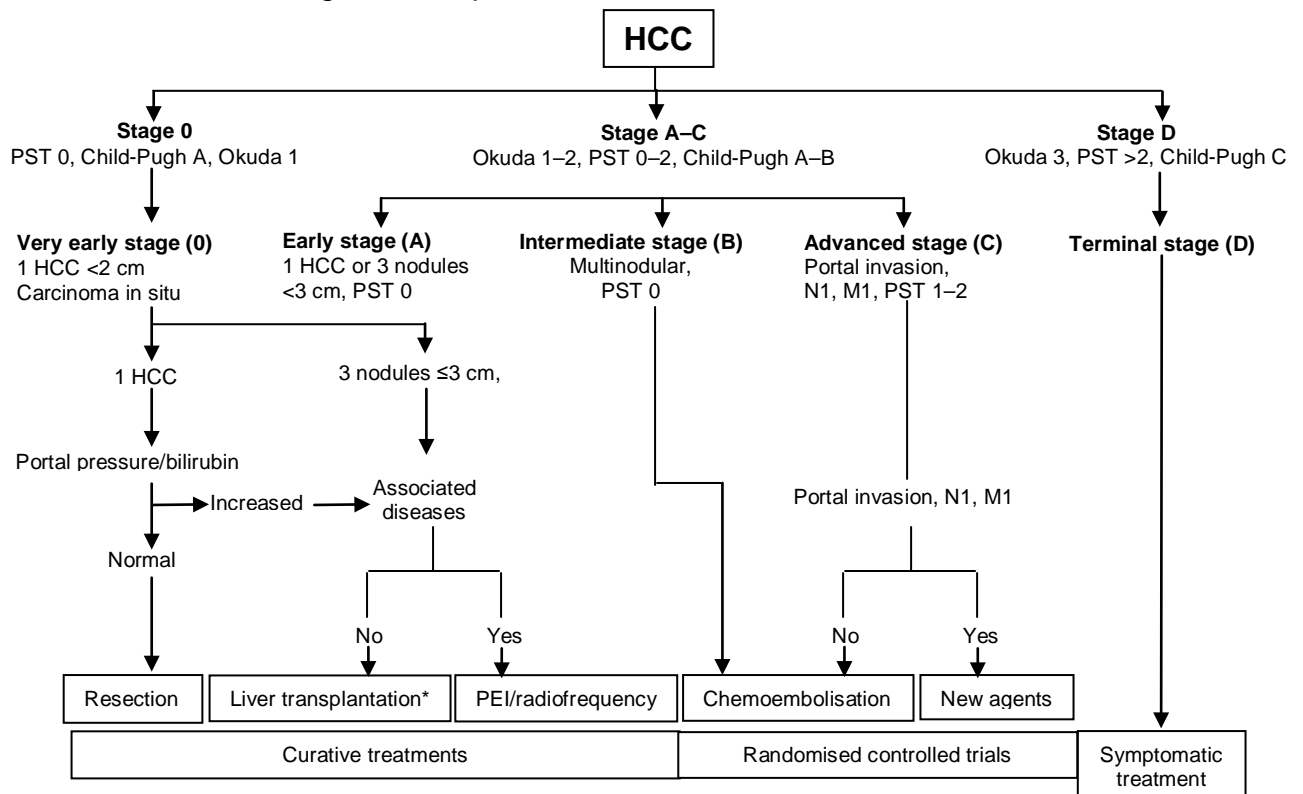 HCC
Stage 0
PST 0, Child-Pugh A, Okuda 1
Stage A–C
Okuda 1–2, PST 0–2, Child-Pugh A–B
Stage D
Okuda 3, PST >2, Child-Pugh C
Very early stage (0)
1 HCC <2 cm
Carcinoma in situ
Early stage (A)
1 HCC or 3 nodules
<3 cm, PST 0
Intermediate stage (B)
Multinodular,
PST 0
Advanced stage (C)
Portal invasion,
N1, M1, PST 1–2
Terminal stage (D)
1 HCC
3 nodules ≤3 cm,
Portal pressure/bilirubin
Increased
Associated
diseases
Portal invasion, N1, M1
Normal
No
Yes
No
Yes
Resection
Liver transplantation*
PEI/radiofrequency
Chemoembolisation
New agents
Curative treatments
Randomised controlled trials
Symptomatic
treatment